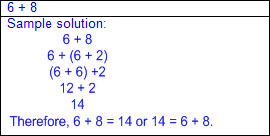 6 + 8
Sample solution:
6 + 8
6 + (6 + 2)
(6 + 6) +2
12 + 2
14
Therefore, 6 + 8 = 14 or 14 = 6 + 8.